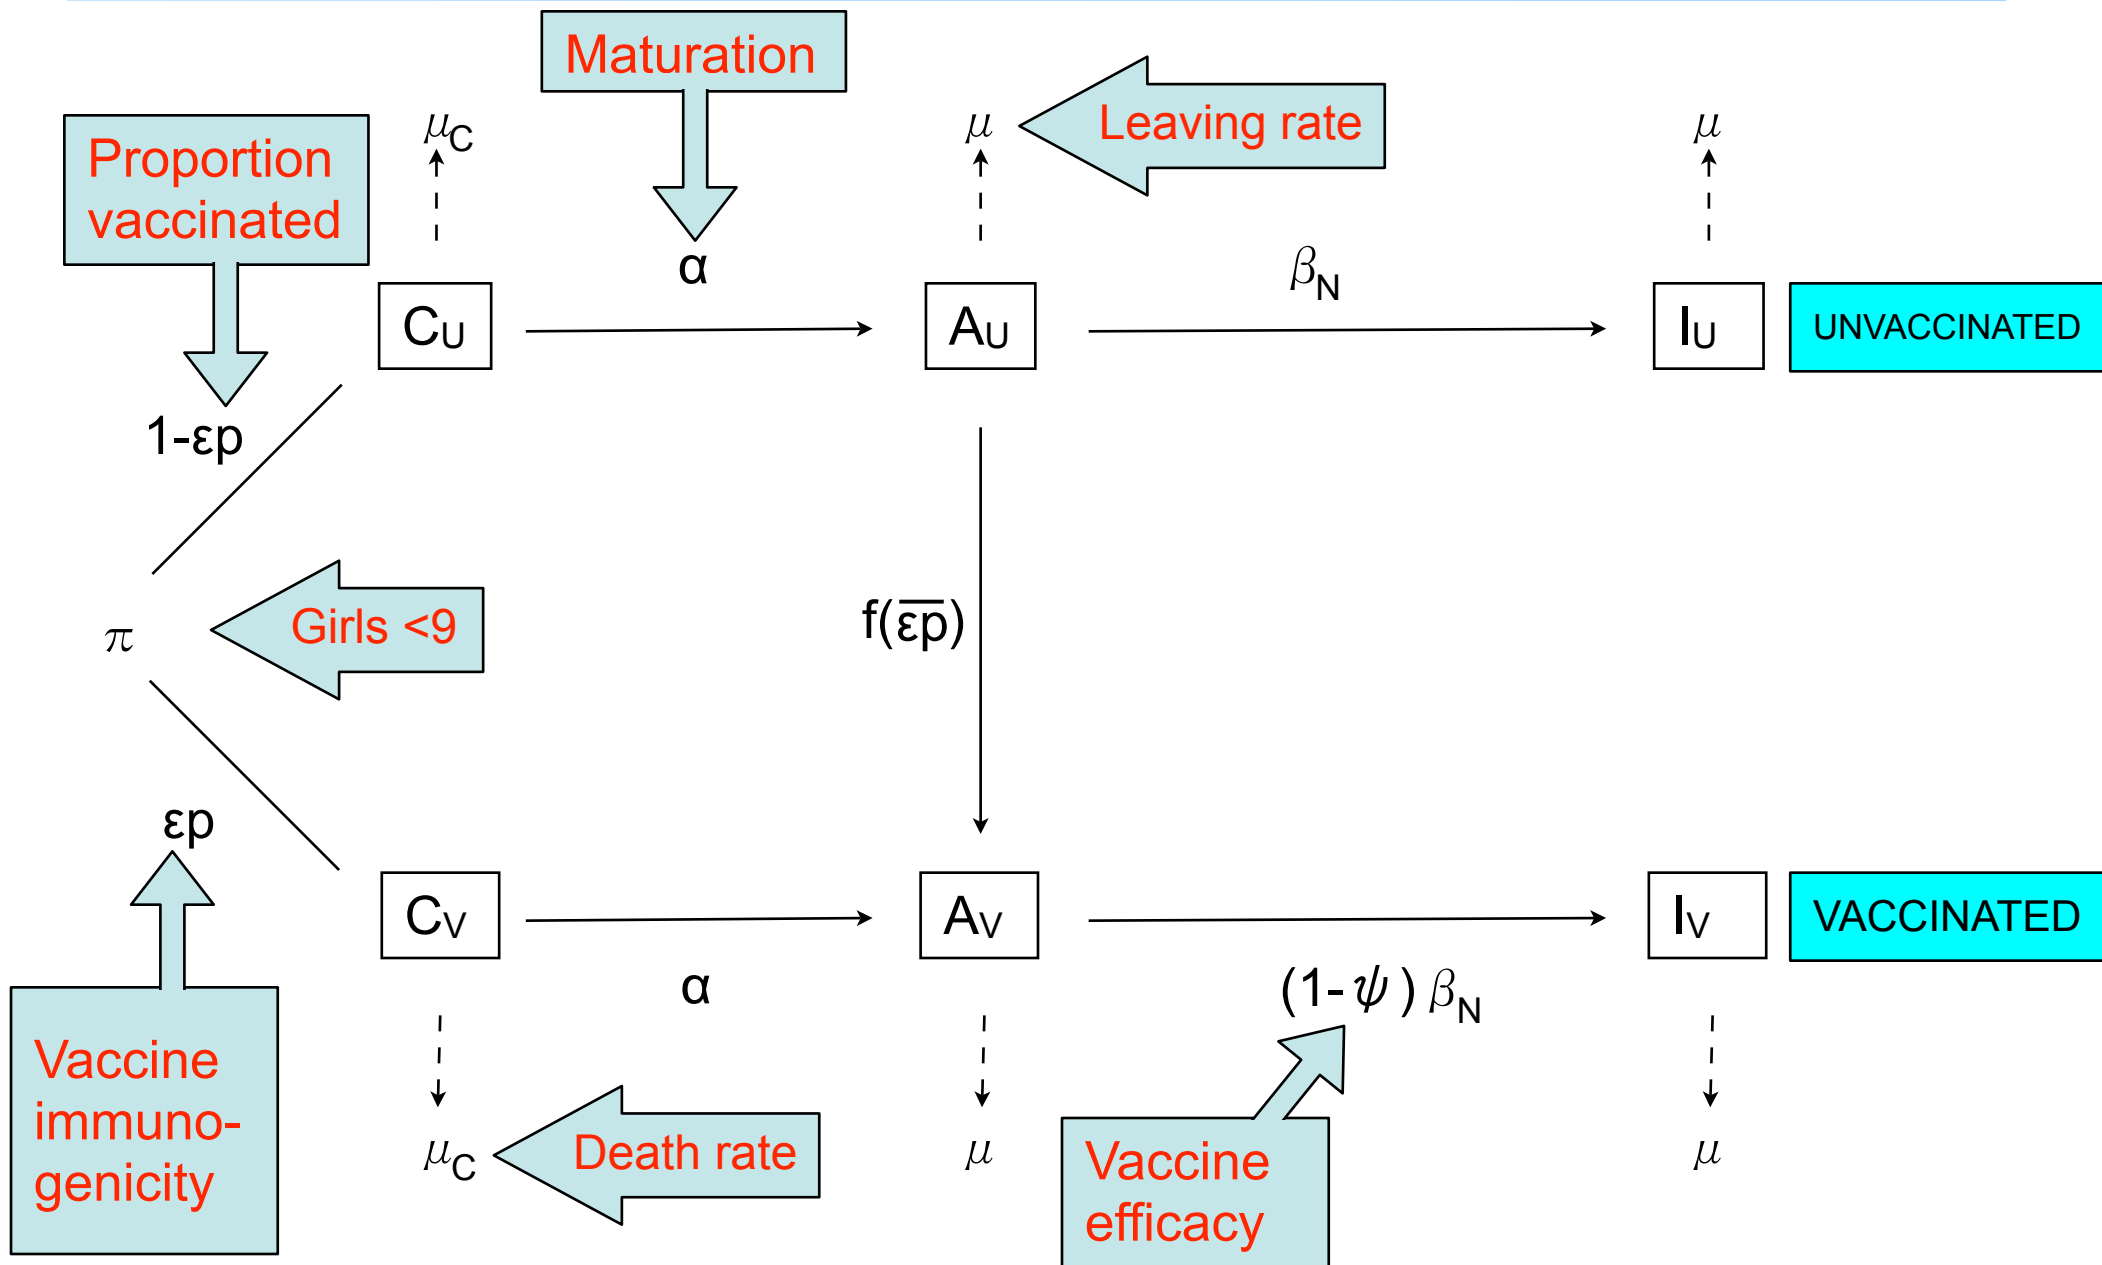 Maturation
μC
μ
Leaving rate
μ
Proportion
vaccinated
α
βN
CU
AU
IU
UNVACCINATED
1-εp
π
Girls <9
f(ε̅p̅)
εp
CV
AV
IV
VACCINATED
α
(1-ψ) βN
Vaccine
immuno-
genicity
μC
Death rate
μ
Vaccine
efficacy
μ